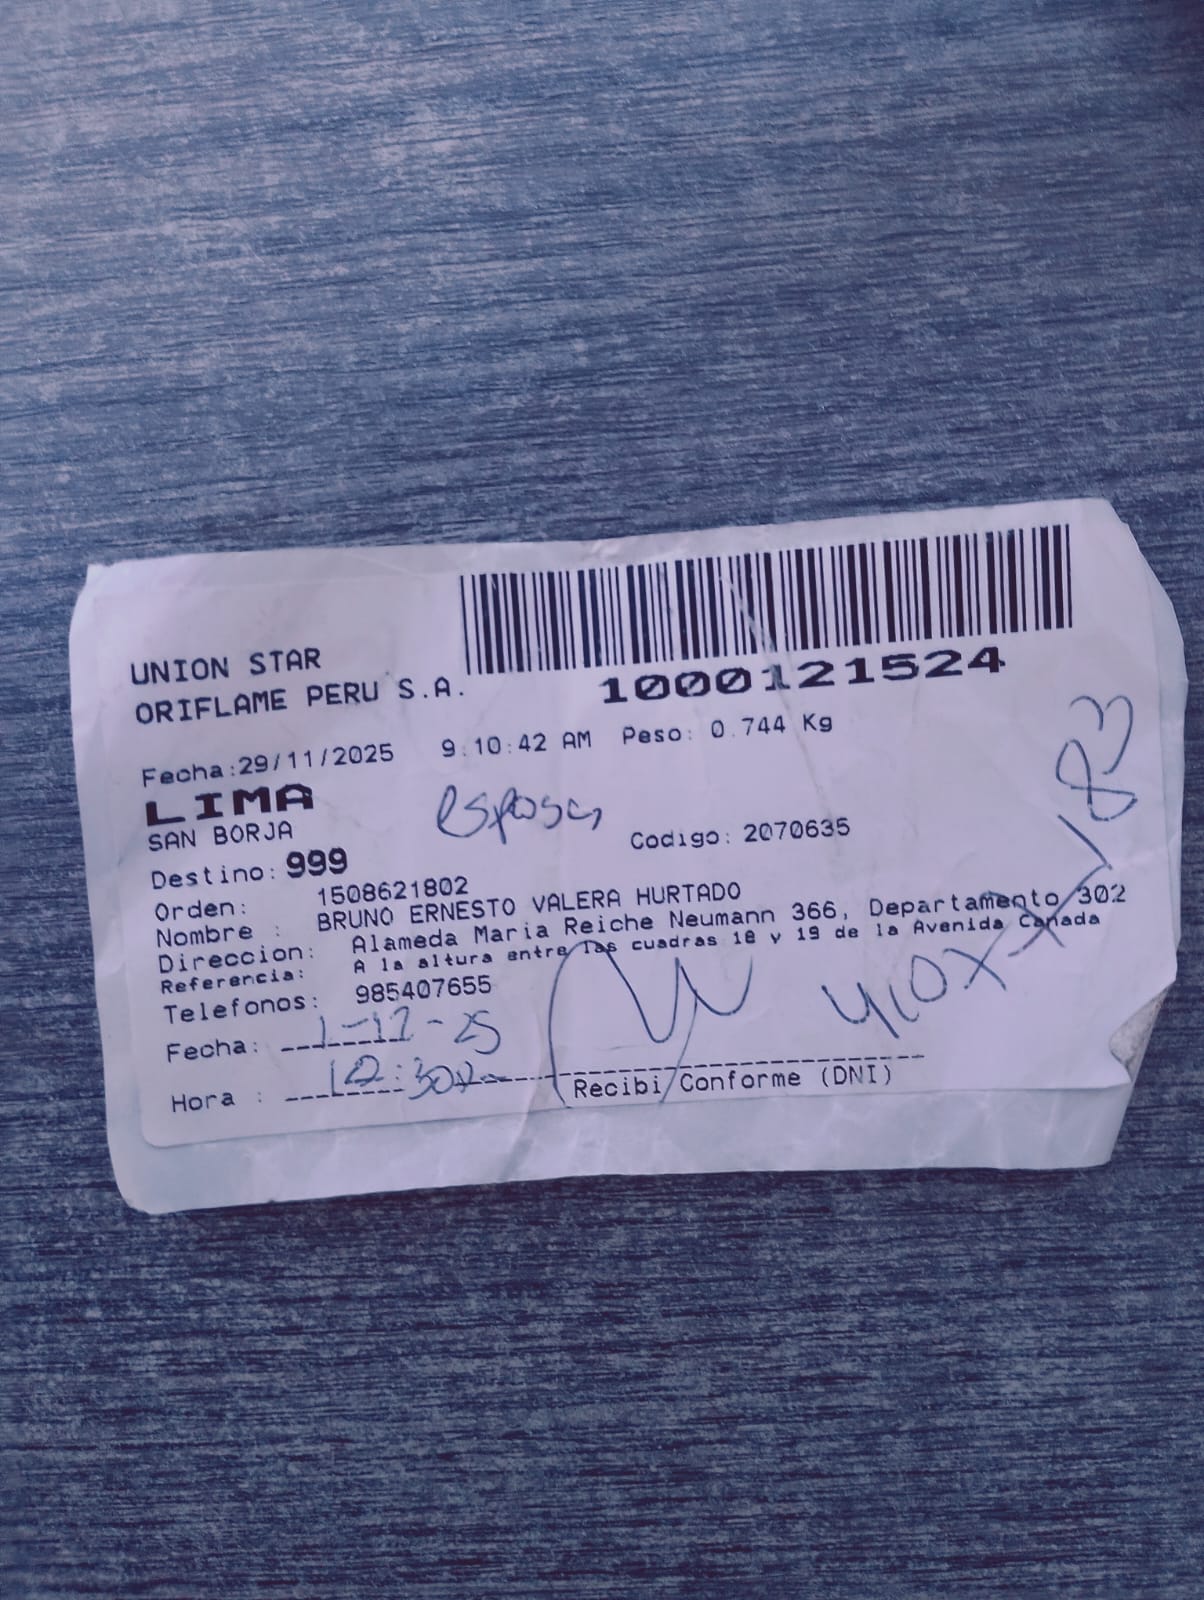 UNION STAR
ORIFLAME PERU S.A.
1000121524
Fecha:29/11/2025 9:10:42 AM Peso: 0.744 Kg
LIMA
SAN BORJA
esposa
Destino: 999 Codigo: 2070635
Orden: 1508621802
Nombre : BRUNO ERNESTO VALERA HURTADO
Direccion: Alameda Maria Reiche Neumann 366, Departamento 302
Referencia: A la altura entre las cuadras 18 y 19 de la Avenida Canada
Telefonos: 985407655
Fecha: 1-12-25
Hora : 12:30
Recibi Conforme (DNI)